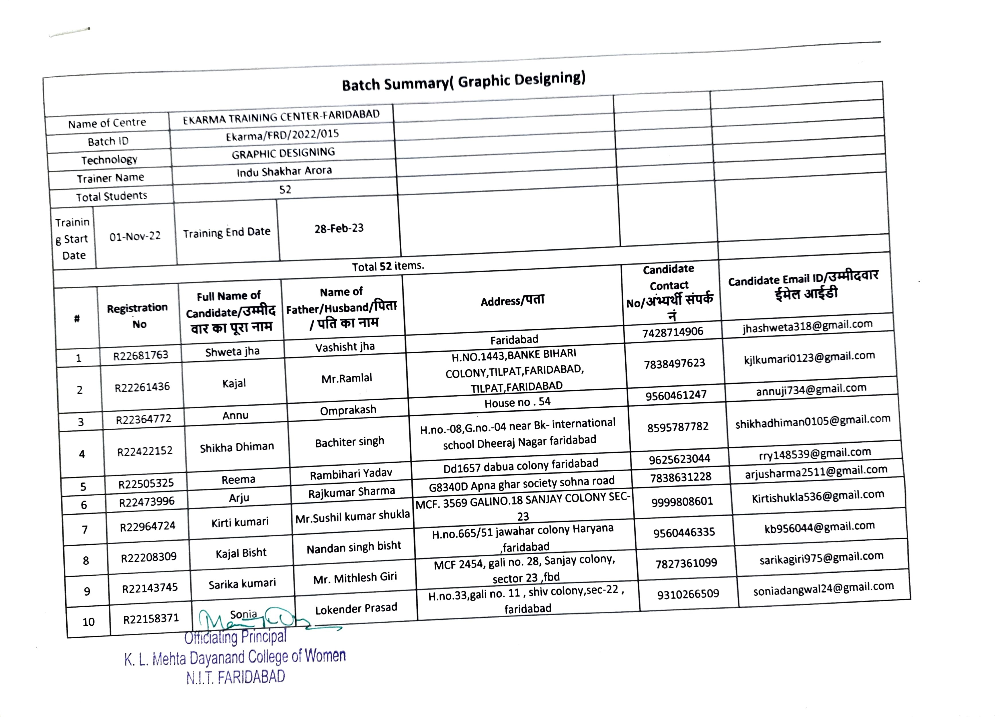 Batch Summary( Graphic Designing)
Name of Centre EKARMA TRAINING CENTER-FARIDABAD
Batch ID Ekarma/FRD/2022/015
Technology GRAPHIC DESIGNING
Trainer Name Indu Shakhar Arora
Total Students 52
Trainin
g Start
Date
01-Nov-22 Training End Date 28-Feb-23
Total 52 items.
#
Registration
No
Full Name of
Candidate/उम्मीद
वार का पूरा नाम
Name of
Father/Husband/पिता
/ पति का नाम
Address/पता
Candidate
Contact
No/अभ्यर्थी संपर्क
नं
Candidate Email ID/उम्मीदवार
ईमेल आईडी
1 R22681763 Shweta jha Vashisht jha Faridabad 7428714906 jhashweta318@gmail.com
2 R22261436 Kajal Mr.Ramlal H.NO.1443,BANKE BIHARI
COLONY,TILPAT,FARIDABAD,
TILPAT,FARIDABAD
7838497623 kjlkumari0123@gmail.com
3 R22364772 Annu Omprakash House no . 54 9560461247 annuji734@gmail.com
4 R22422152 Shikha Dhiman Bachiter singh H.no.-08,G.no.-04 near Bk- international
school Dheeraj Nagar faridabad
8595787782 shikhadhiman0105@gmail.com
5 R22505325 Reema Rambihari Yadav Dd1657 dabua colony faridabad 9625623044 rry148539@gmail.com
6 R22473996 Arju Rajkumar Sharma G8340D Apna ghar society sohna road 7838631228 arjusharma2511@gmail.com
7 R22964724 Kirti kumari Mr.Sushil kumar shukla MCF. 3569 GALINO.18 SANJAY COLONY SEC-
23
9999808601 Kirtishukla536@gmail.com
8 R22208309 Kajal Bisht Nandan singh bisht H.no.665/51 jawahar colony Haryana
,faridabad
9560446335 kb956044@gmail.com
9 R22143745 Sarika kumari Mr. Mithlesh Giri MCF 2454, gali no. 28, Sanjay colony,
sector 23 ,fbd
7827361099 sarikagiri975@gmail.com
10 R22158371 Sonia Lokender Prasad H.no.33,gali no. 11 , shiv colony,sec-22 ,
faridabad
9310266509 soniadangwal24@gmail.com
Officiating Principal
K. L. Mehta Dayanand College of Women
N.I.T. FARIDABAD